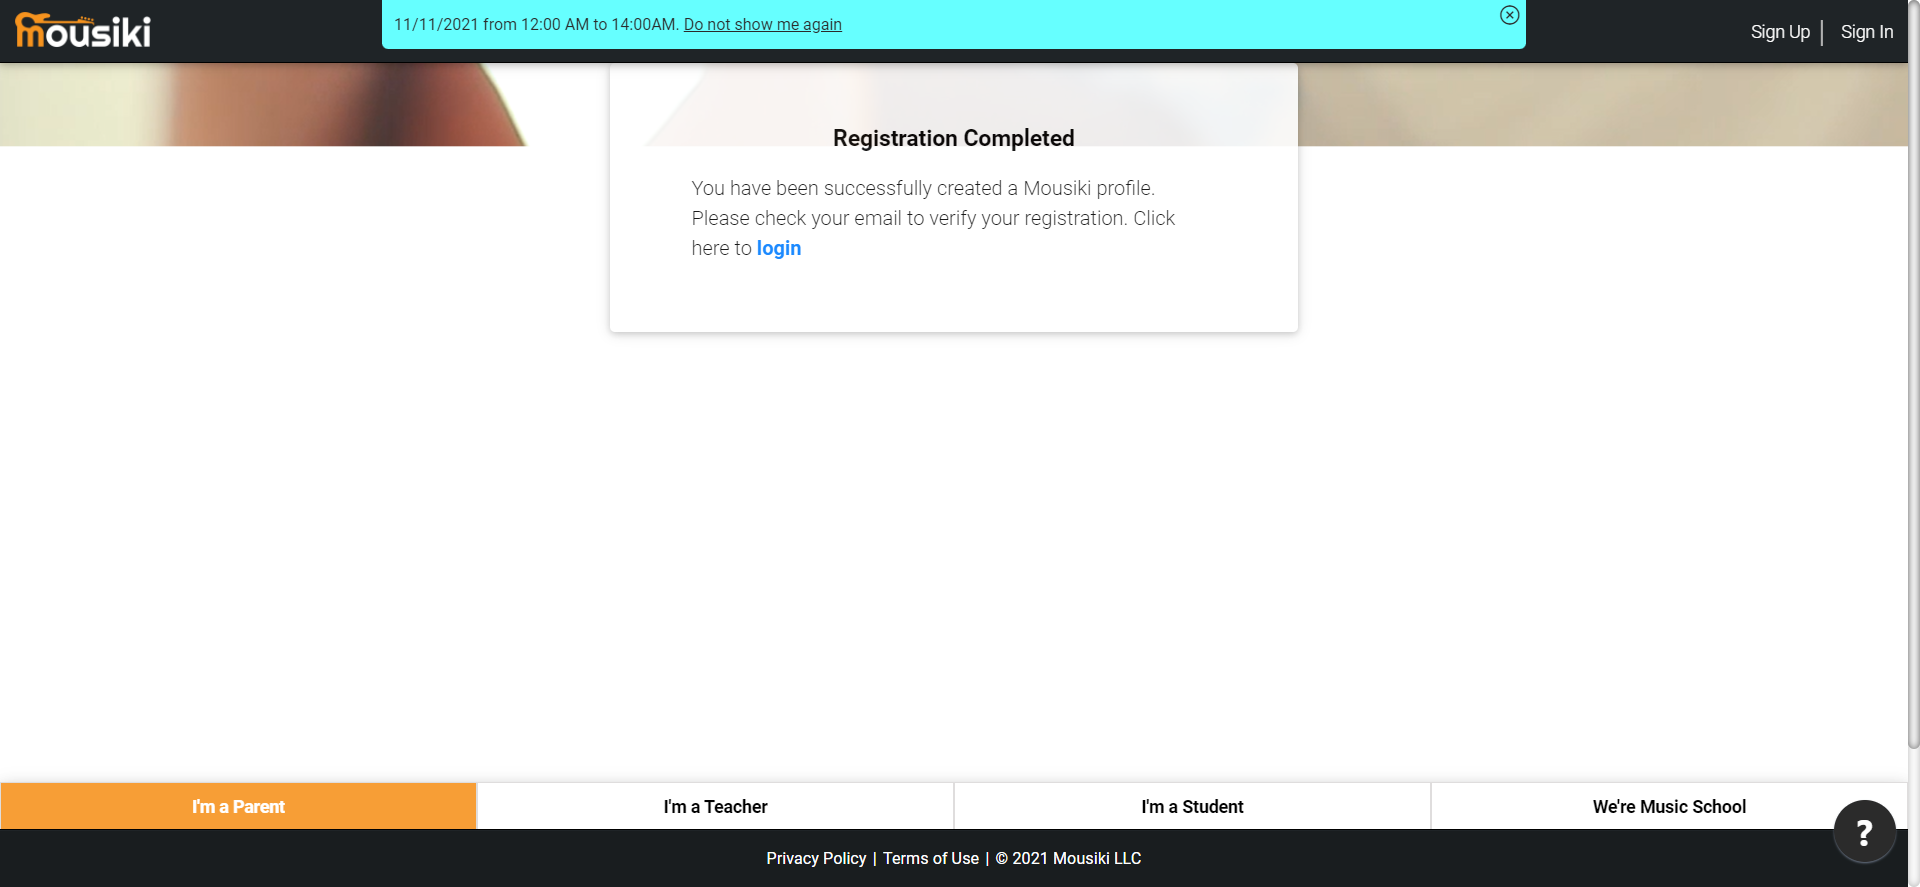 mousiki
11/11/2021 from 12:00 AM to 14:00AM. Do not show me again
Sign Up
Sign In
Registration Completed
You have been successfully created a Mousiki profile.
Please check your email to verify your registration. Click
here to login
I'm a Parent
I'm a Teacher
I'm a Student
We're Music School
?
Privacy Policy | Terms of Use | © 2021 Mousiki LLC